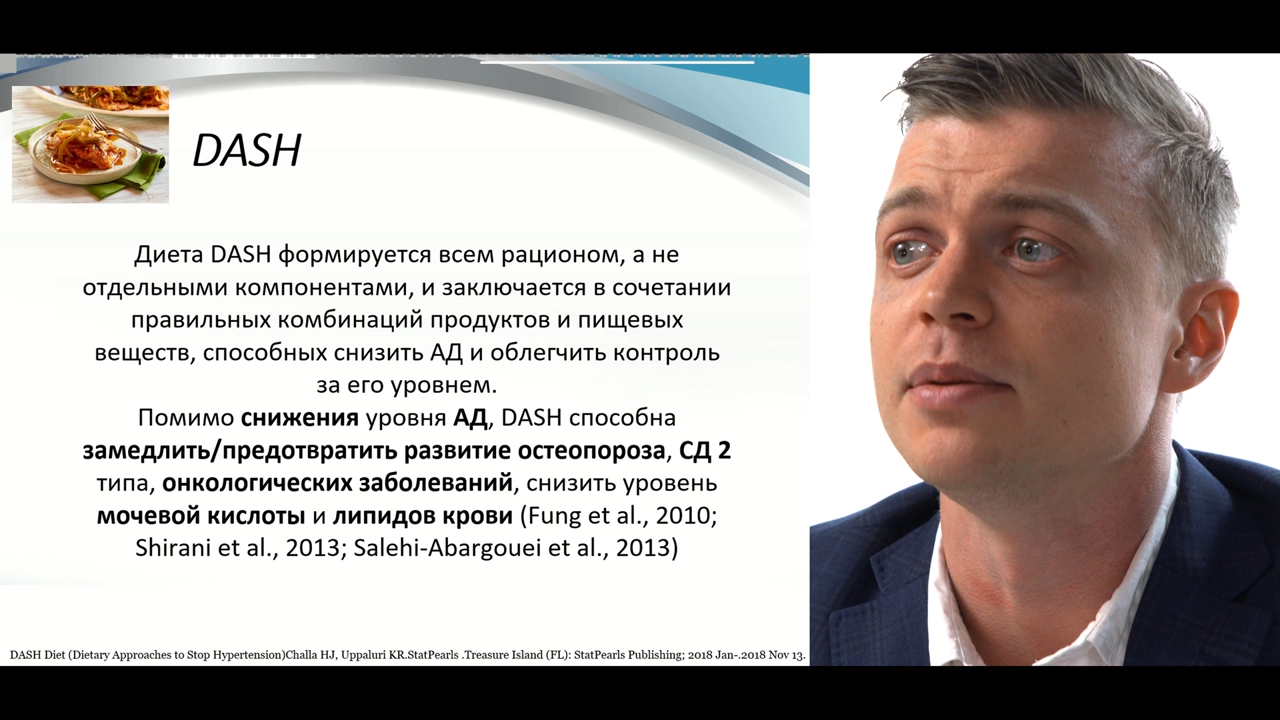 DASH
Диета DASH формируется всем рационом, а не
отдельными компонентами, и заключается в сочетании
правильных комбинаций продуктов и пищевых
веществ, способных снизить АД и облегчить контроль
за его уровнем.
Помимо снижения уровня АД, DASH способна
замедлить/предотвратить развитие остеопороза, СД 2
типа, онкологических заболеваний, снизить уровень
мочевой кислоты и липидов крови (Fung et al., 2010;
Shirani et al., 2013; Salehi-Abargouei et al., 2013)
DASH Diet (Dietary Approaches to Stop Hypertension)Challa HJ, Uppaluri KR.StatPearls .Treasure Island (FL): StatPearls Publishing; 2018 Jan-.2018 Nov 13.